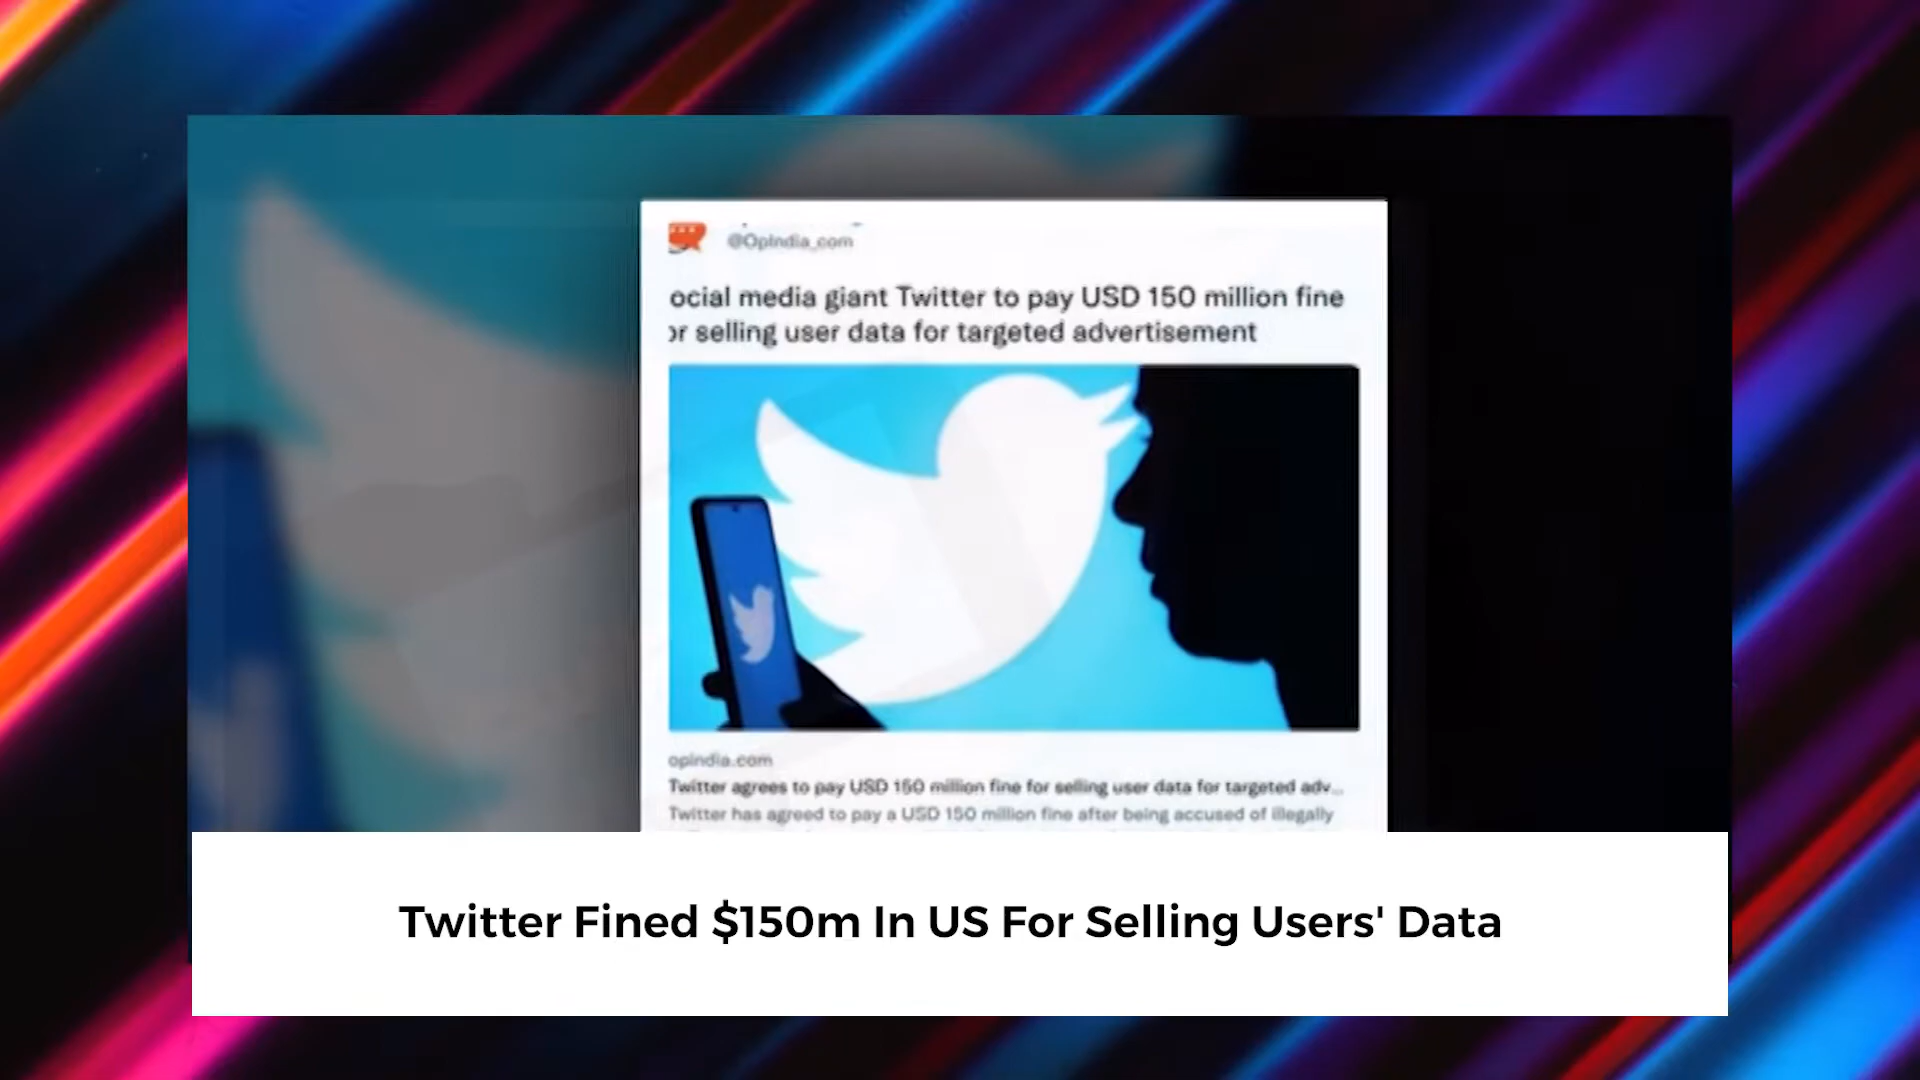 @OpIndia_com
ocial media giant Twitter to pay USD 150 million fine
or selling user data for targeted advertisement
opindia.com
Twitter agrees to pay USD 150 million fine for selling user data for targeted adv...
Twitter has agreed to pay a USD 150 million fine after being accused of illegally
Twitter Fined $150m In US For Selling Users' Data